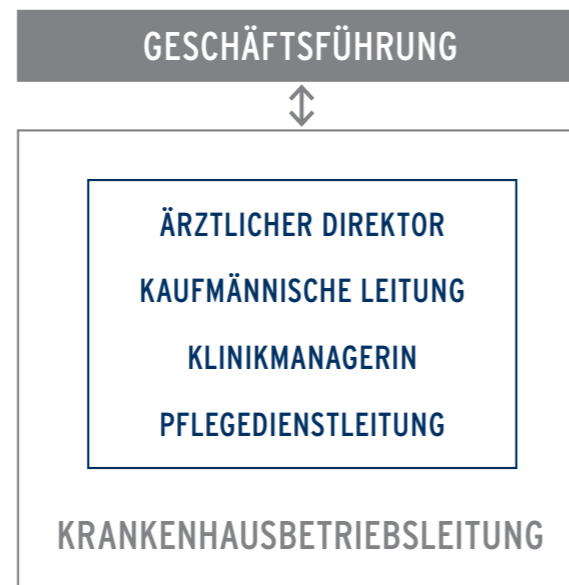 GESCHÄFTSFÜHRUNG
ÄRZTLICHER DIREKTOR
KAUFMÄNNISCHE LEITUNG
KLINIKMANAGERIN
PFLEGEDIENSTLEITUNG
KRANKENHAUSBETRIEBSLEITUNG